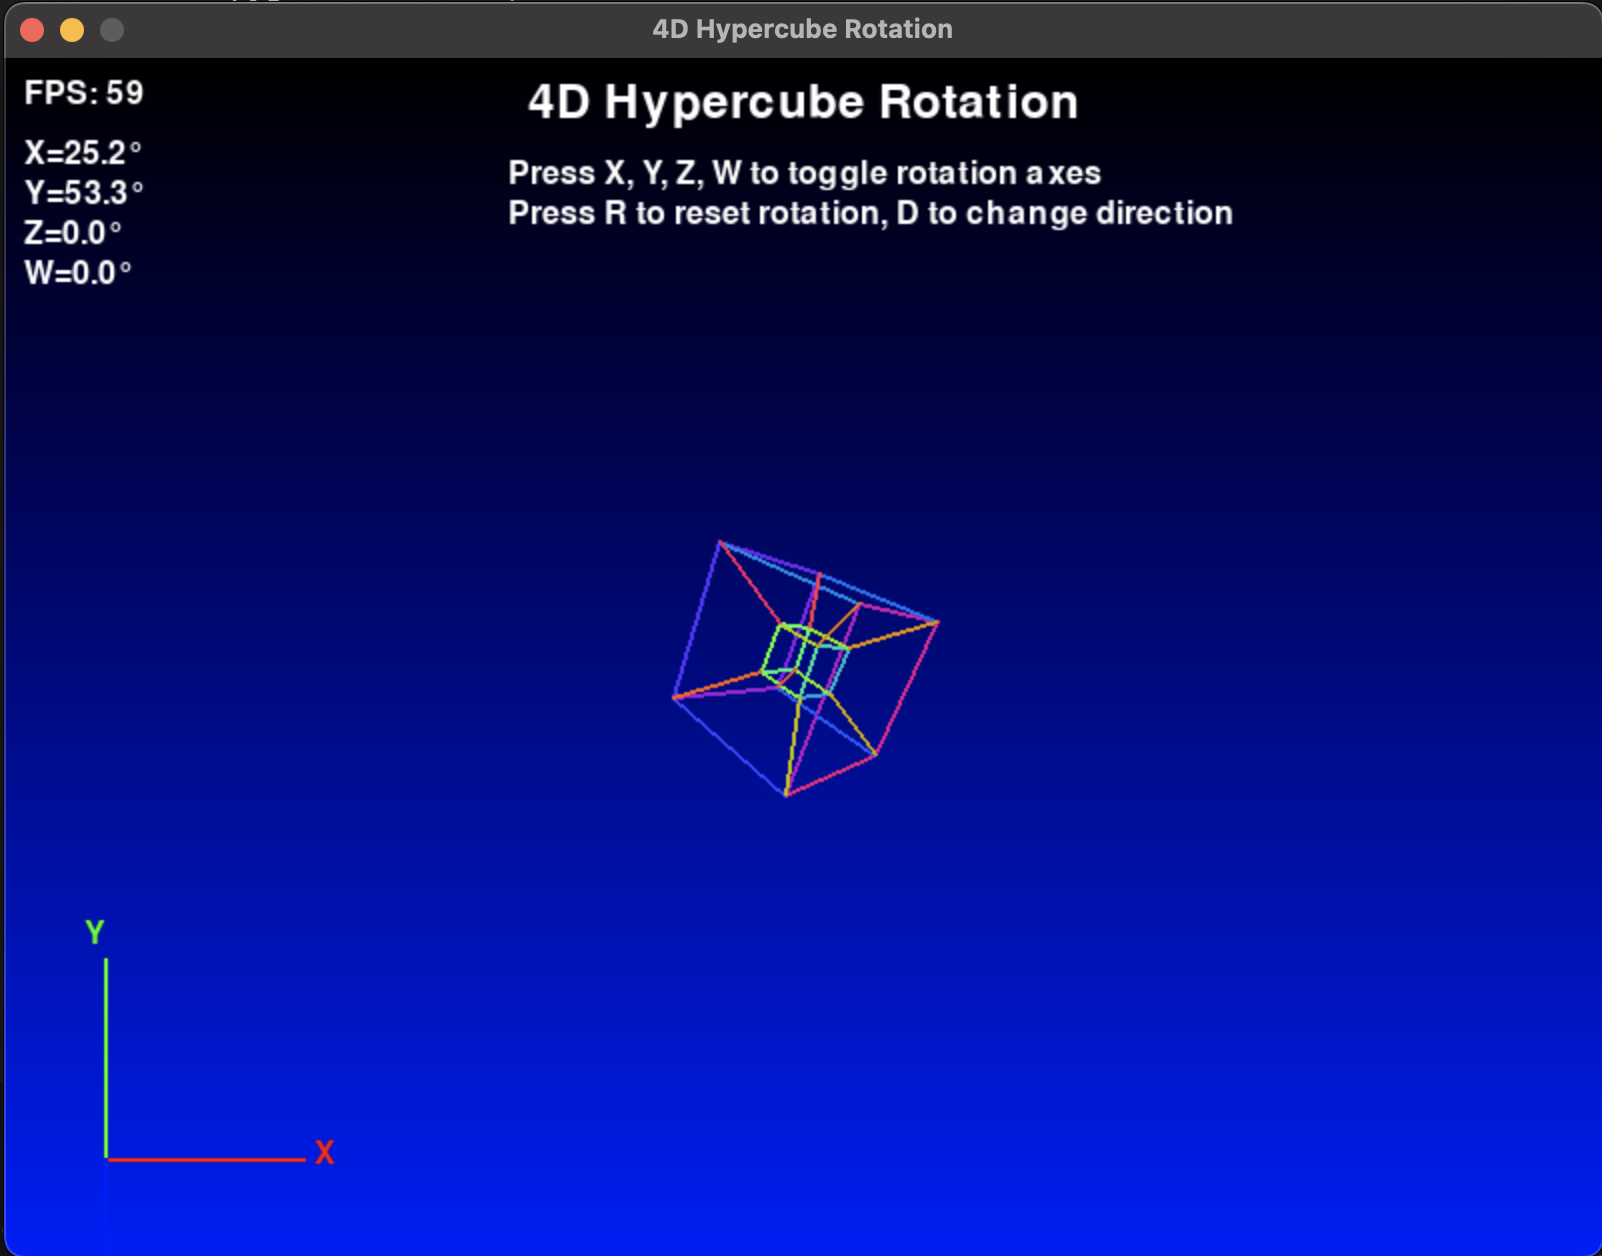 4D Hypercube Rotation
FPS: 59
X=25.2°
Y=53.3°
Z=0.0°
W=0.0°
4D Hypercube Rotation
Press X, Y, Z, W to toggle rotation axes
Press R to reset rotation, D to change direction
Y
X